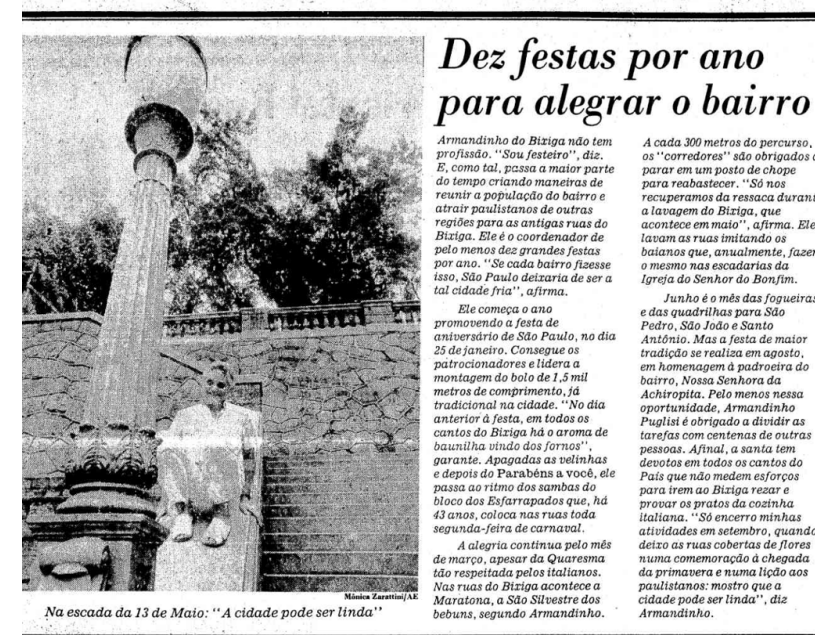 Dez festas por ano
para alegrar o bairro
Armandinho do Bixiga não tem
profissão. "Sou festeiro", diz.
E, como tal, passa a maior parte
do tempo criando maneiras de
reunir a população do bairro e
atrair paulistanos de outras
regiões para as antigas ruas do
Bixiga. Ele é o coordenador de
pelo menos dez grandes festas
por ano. "Se cada bairro fizesse
isso, São Paulo deixaria de ser a
tal cidade fria", afirma.
Ele começa o ano
promovendo a festa de
aniversário de São Paulo, no dia
25 de janeiro. Consegue os
patrocionadores e lidera a
montagem do bolo de 1,5 mil
metros de comprimento, já
tradicional na cidade. "No dia
anterior à festa, em todos os
cantos do Bixiga há o aroma de
baunilha vindo dos fornos",
garante. Apagadas as velinhas
e depois do Parabéns a você, ele
passa ao ritmo dos sambas do
bloco dos Esfarrapados que, há
43 anos, coloca nas ruas toda
segunda-feira de carnaval.
A alegria continua pelo mês
de março, apesar da Quaresma
tão respeitada pelos italianos.
Nas ruas do Bixiga acontece a
Maratona, a São Silvestre dos
bebuns, segundo Armandinho.
A cada 300 metros do percurso,
os "corredores" são obrigados a
parar em um posto de chope
para reabastecer. "Só nos
recuperamos da ressaca
a lavagem do Bixiga, que
acontece em maio", afirma.
lavam as ruas imitando os
baianos que, anualmente,
o mesmo nas escadarias da
Igreja do Senhor do Bonfim.
Junho é o mês das fogueiras
e das quadrilhas para São
Pedro, São João e Santo
Antônio. Mas a festa de maior
tradição se realiza em agosto,
em homenagem à padroeira do
bairro, Nossa Senhora da
Achiropita. Pelo menos nessa
oportunidade, Armandinho
Puglisi é obrigado a dividir as
tarefas com centenas de outras
pessoas. Afinal, a santa tem
devotos em todos os cantos do
País que não medem esforços
para irem ao Bixiga rezar e
provar os pratos da cozinha
italiana. "Só encerro minhas
atividades em setembro, quando
deixo as ruas cobertas de flores
numa comemoração à chegada
da primavera e numa lição aos
paulistanos: mostro que a
cidade pode ser linda", diz
Armandinho.
Mônica Zarattini/AE
Na escada da 13 de Maio: "A cidade pode ser linda"